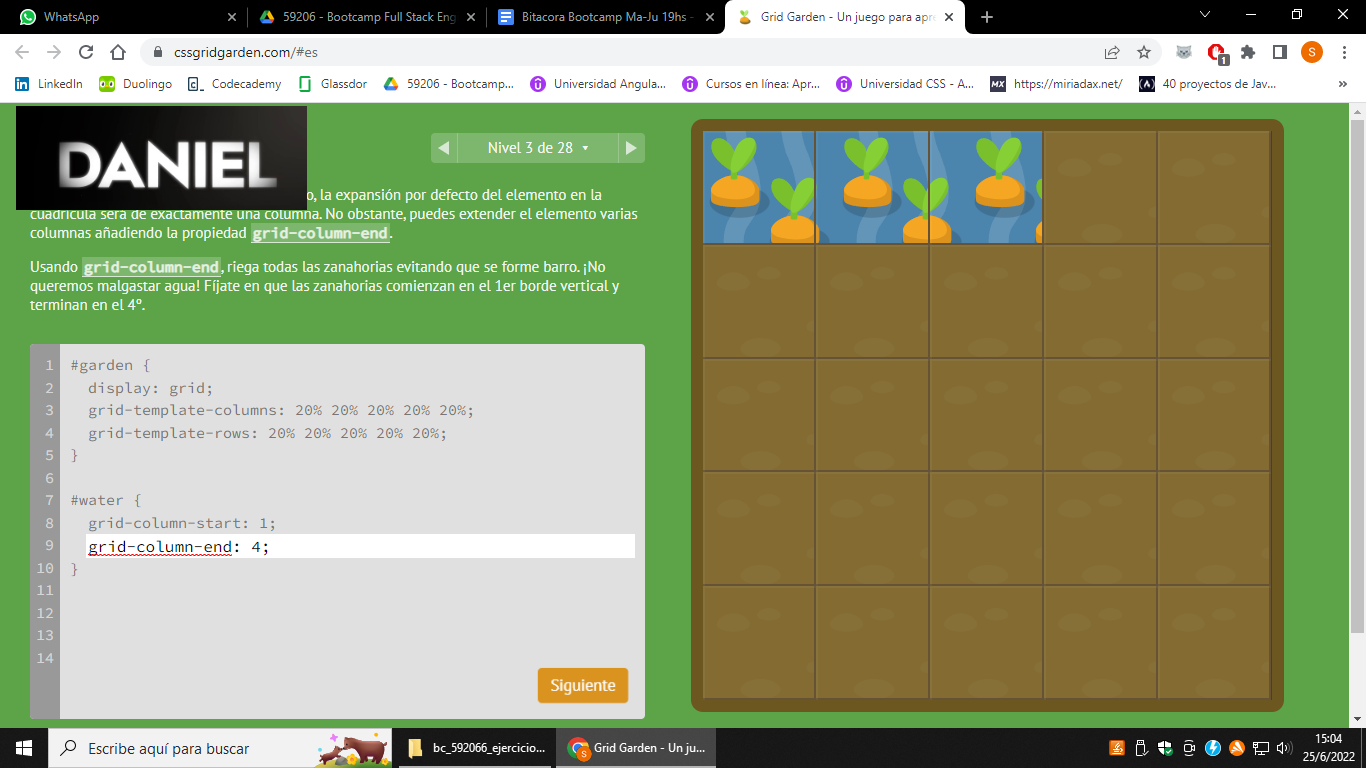 WhatsApp
59206 - Bootcamp Full Stack Eng
Bitacora Bootcamp Ma-Ju 19hs -
Grid Garden - Un juego para apre
cssgridgarden.com/#es
S
1
LinkedIn
Duolingo
Codecademy
Glassdor
59206 - Bootcamp...
Universidad Angula...
Cursos en línea: Apr...
Universidad CSS - A...
https://miriadax.net/
40 proyectos de Jav...
DANIEL
Nivel 3 de 28
o, la expansión por defecto del elemento en la
cuadrícula será de exactamente una columna. No obstante, puedes extender el elemento varias
columnas añadiendo la propiedad grid-column-end.
Usando grid-column-end, riega todas las zanahorias evitando que se forme barro. ¡No
queremos malgastar agua! Fíjate en que las zanahorias comienzan en el 1er borde vertical y
terminan en el 4º.
1 #garden {
2 display: grid;
3 grid-template-columns: 20% 20% 20% 20% 20%;
4 grid-template-rows: 20% 20% 20% 20% 20%;
5 }
6
7 #water {
8 grid-column-start: 1;
9 grid-column-end: 4;
10 }
11
12
13
14
Siguiente
Escribe aquí para buscar
bc_592066_ejercicio...
S
Grid Garden - Un ju...
15:04
25/6/2022